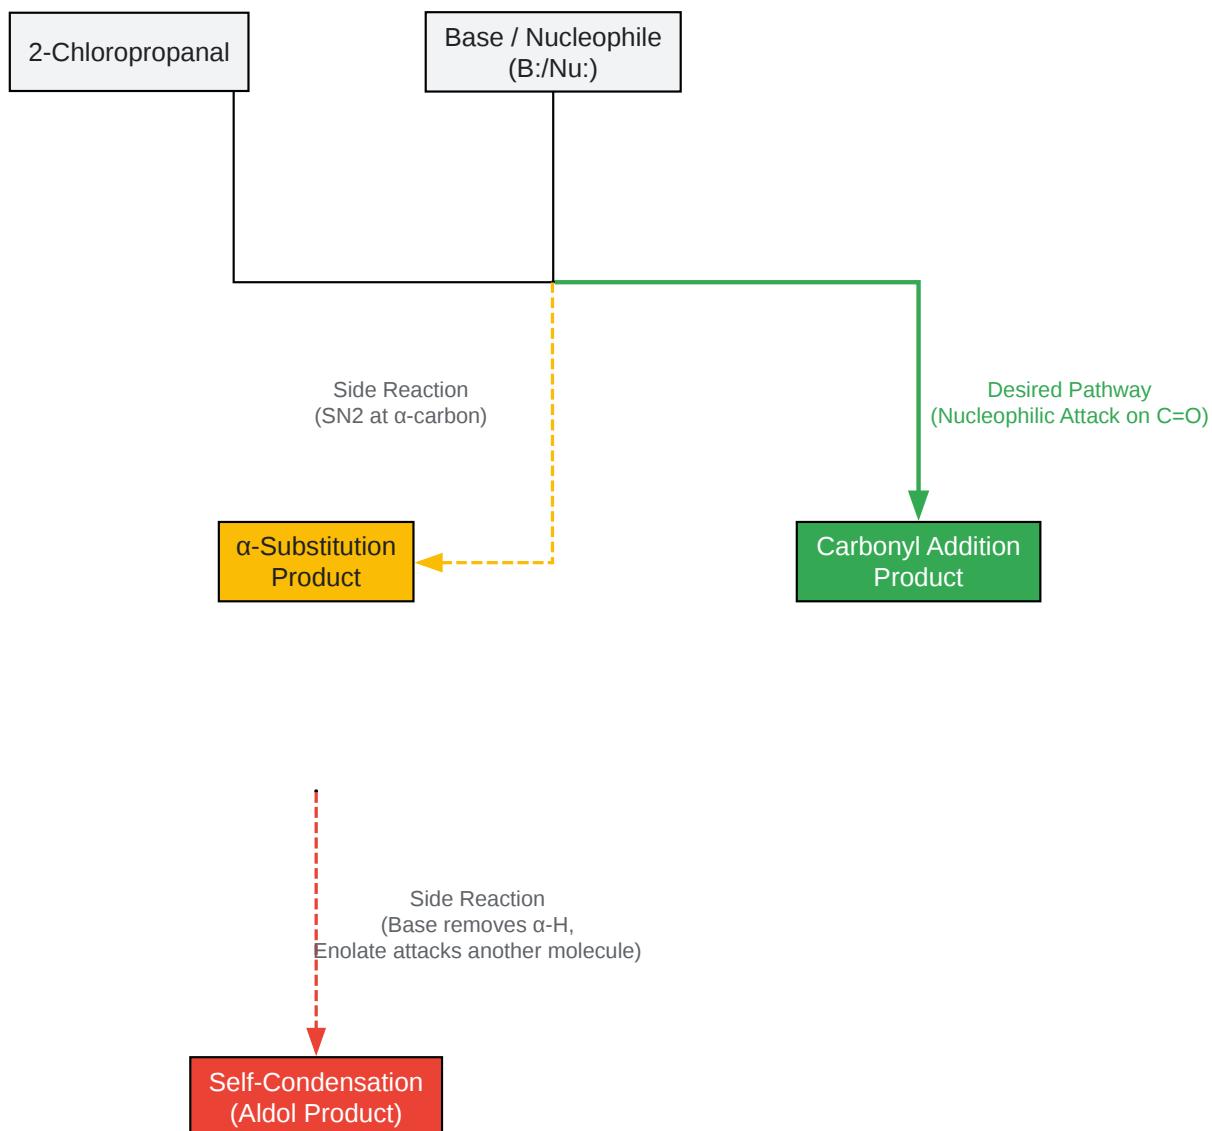 2-Chloropropanal
Base / Nucleophile
(B:/Nu:)
Side Reaction
(SN2 at α-carbon)
Desired Pathway
(Nucleophilic Attack on C=O)
α-Substitution
Product
Carbonyl Addition
Product
Side Reaction
(Base removes α-H,
Enolate attacks another molecule)
Self-Condensation
(Aldol Product)